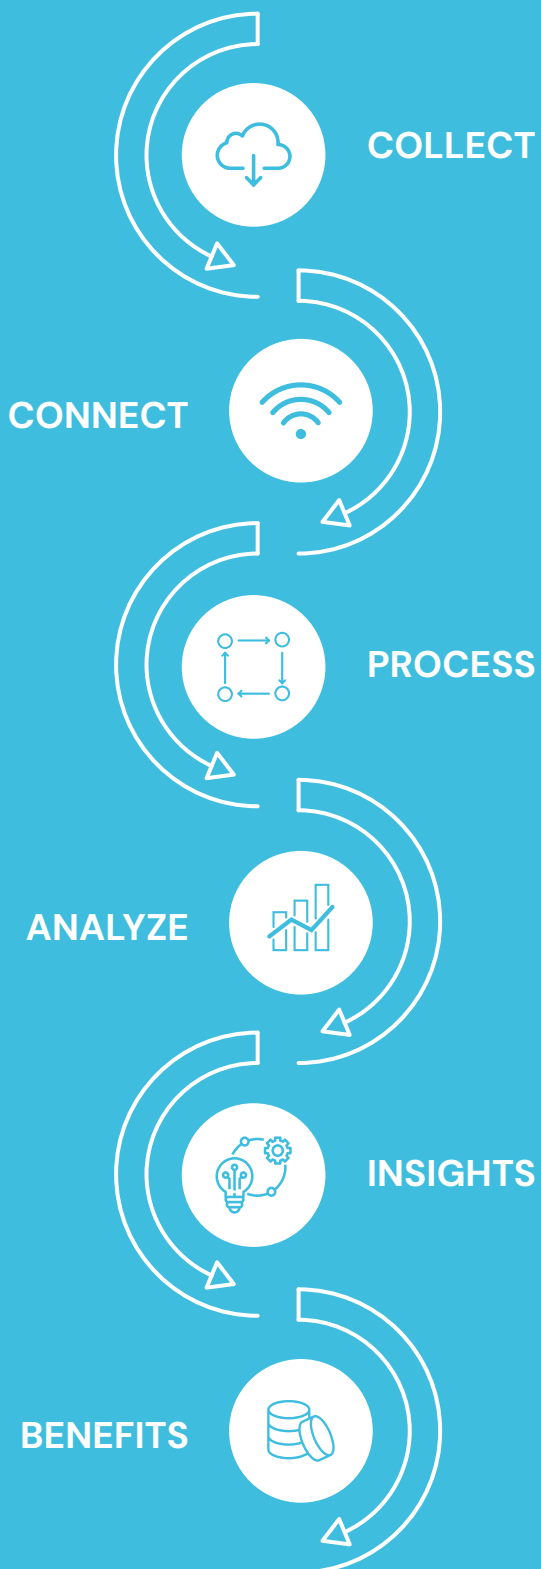 COLLECT
CONNECT
PROCESS
ANALYZE
INSIGHTS
BENEFITS